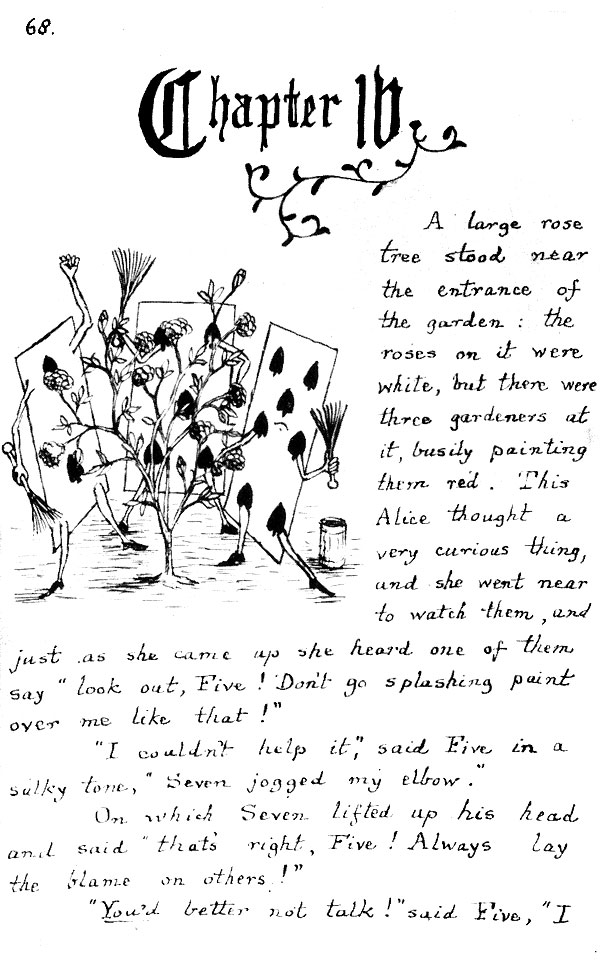 68.
Chapter IV
A large rose
tree stood near
the entrance of
the garden : the
roses on it were
white, but there were
three gardeners at
it, busily painting
them red. This
Alice thought a
very curious thing,
and she went near
to watch them, and
just as she came up she heard one of them
say "look out, Five! Don't go splashing paint
over me like that!"
"I couldn't help it," said Five in a
sulky tone, "Seven jogged my elbow."
On which Seven lifted up his head
and said "that's right, Five! Always lay
the blame on others!"
"You'd better not talk!" said Five, "I